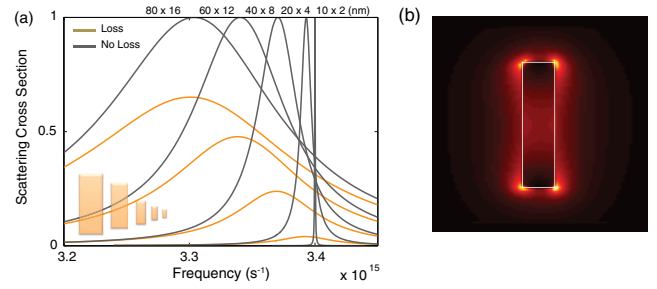 (a)
80 x 16 60 x 12 40 x 8 20 x 4 10 x 2 (nm)
(b)
1
Loss
No Loss
Scattering Cross Section
0.5
0
3.2 3.3 3.4
Frequency (s⁻¹)
x 10¹⁵